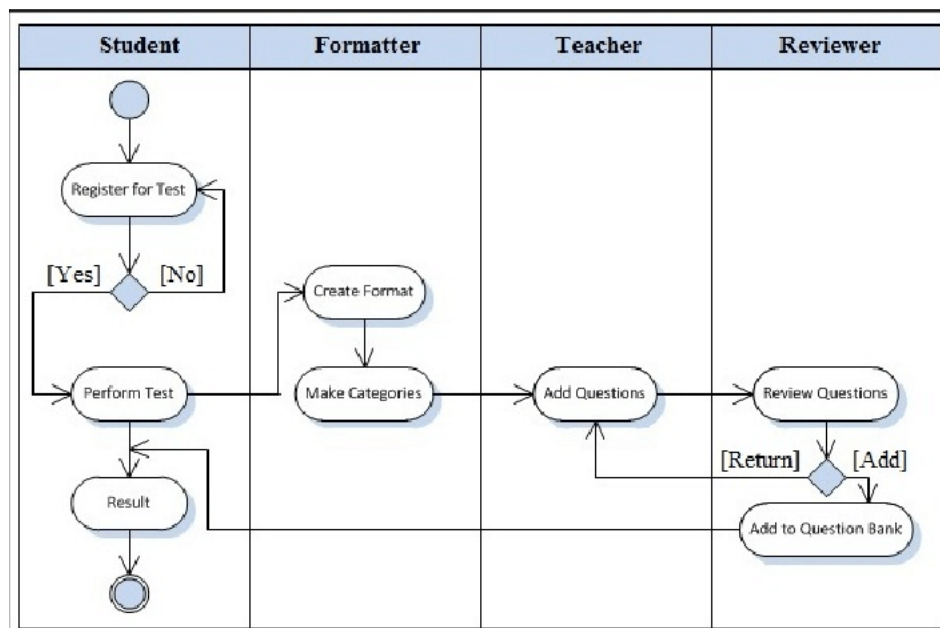 Student Formatter Teacher Reviewer
Register for Test
[Yes] [No]
Create Format
Perform Test Make Categories Add Questions Review Questions
[Return] [Add]
Result
Add to Question Bank